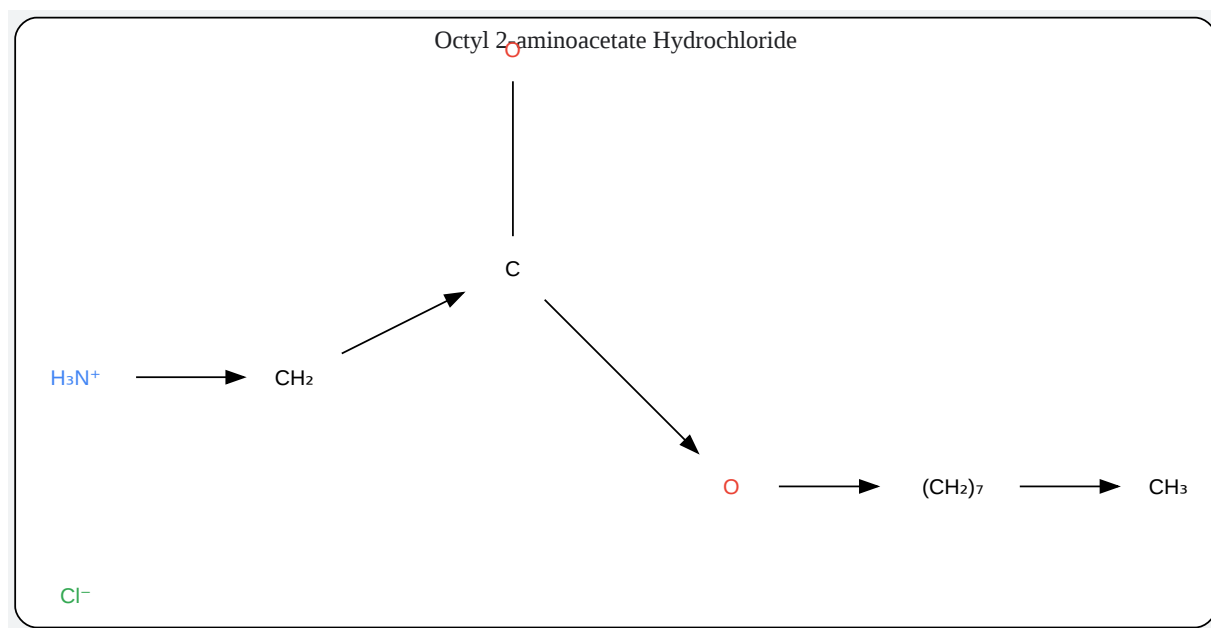 Octyl 2-aminoacetate Hydrochloride
O
C
H₃N⁺ CH₂
O (CH₂)₇ CH₃
Cl⁻